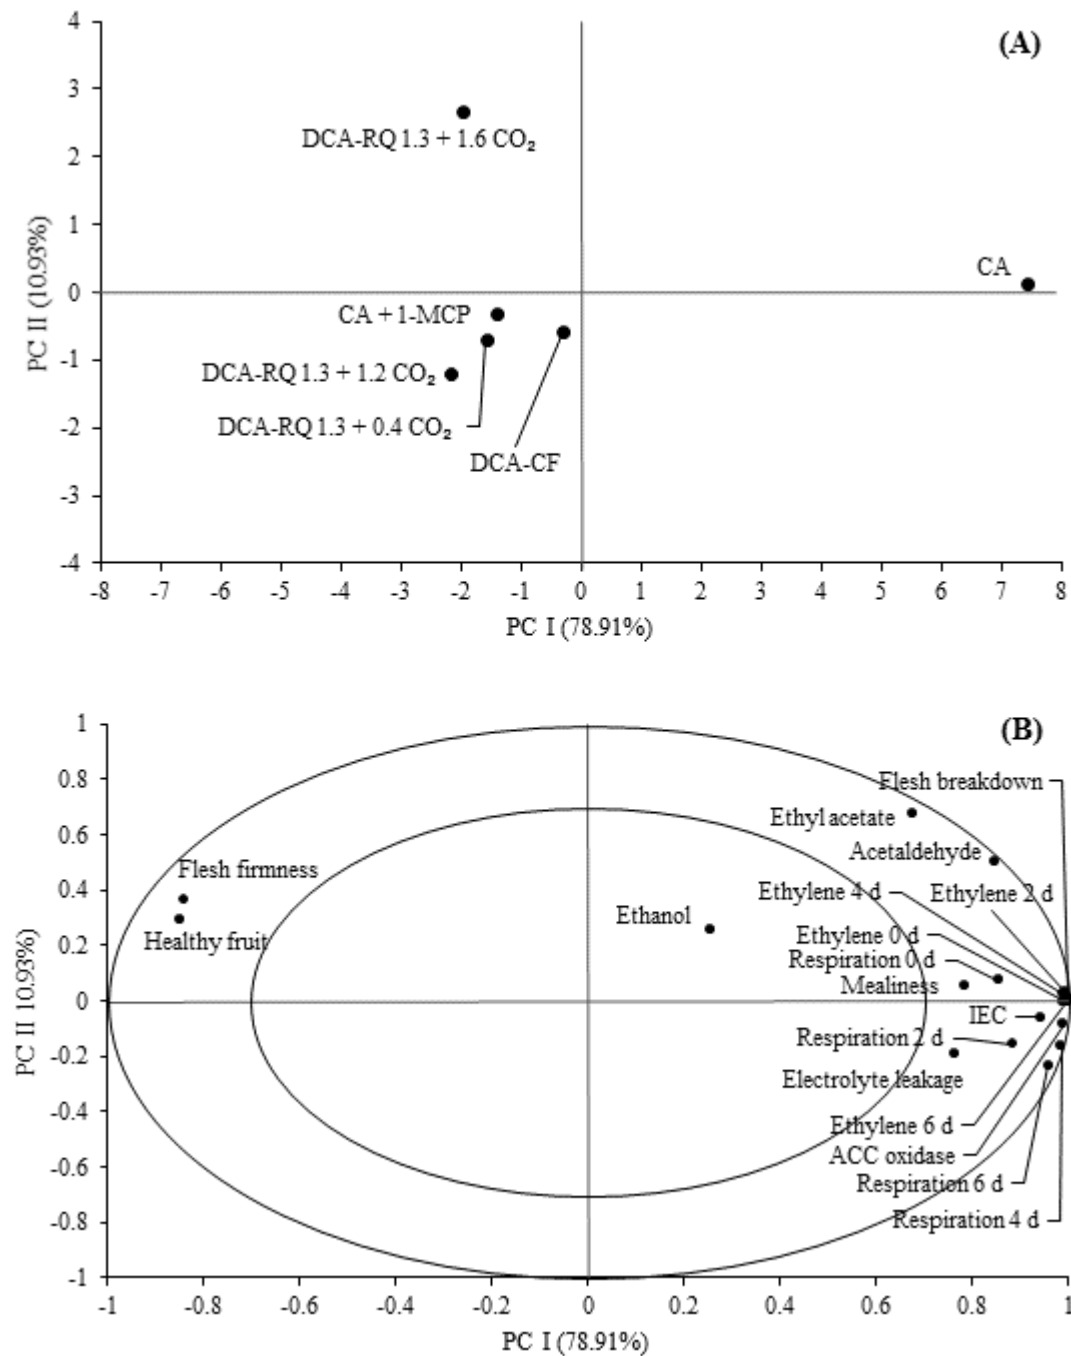 (A)
4
3
2
1
0
-1
-2
-3
-4
PC II (10.93%)
DCA-RQ 1.3 + 1.6 CO₂
CA
CA + 1-MCP
DCA-RQ 1.3 + 1.2 CO₂
DCA-RQ 1.3 + 0.4 CO₂
DCA-CF
-8 -7 -6 -5 -4 -3 -2 -1 0 1 2 3 4 5 6 7 8
PC I (78.91%)
(B)
1
0.8
0.6
0.4
0.2
0
-0.2
-0.4
-0.6
-0.8
-1
PC II 10.93%)
Flesh breakdown
Ethyl acetate
Acetaldehyde
Flesh firmness
Ethylene 4 d
Ethylene 2 d
Ethanol
Ethylene 0 d
Healthy fruit
Respiration 0 d
Mealiness
IEC
Respiration 2 d
Electrolyte leakage
Ethylene 6 d
ACC oxidase
Respiration 6 d
Respiration 4 d
-1 -0.8 -0.6 -0.4 -0.2 0 0.2 0.4 0.6 0.8 1
PC I (78.91%)